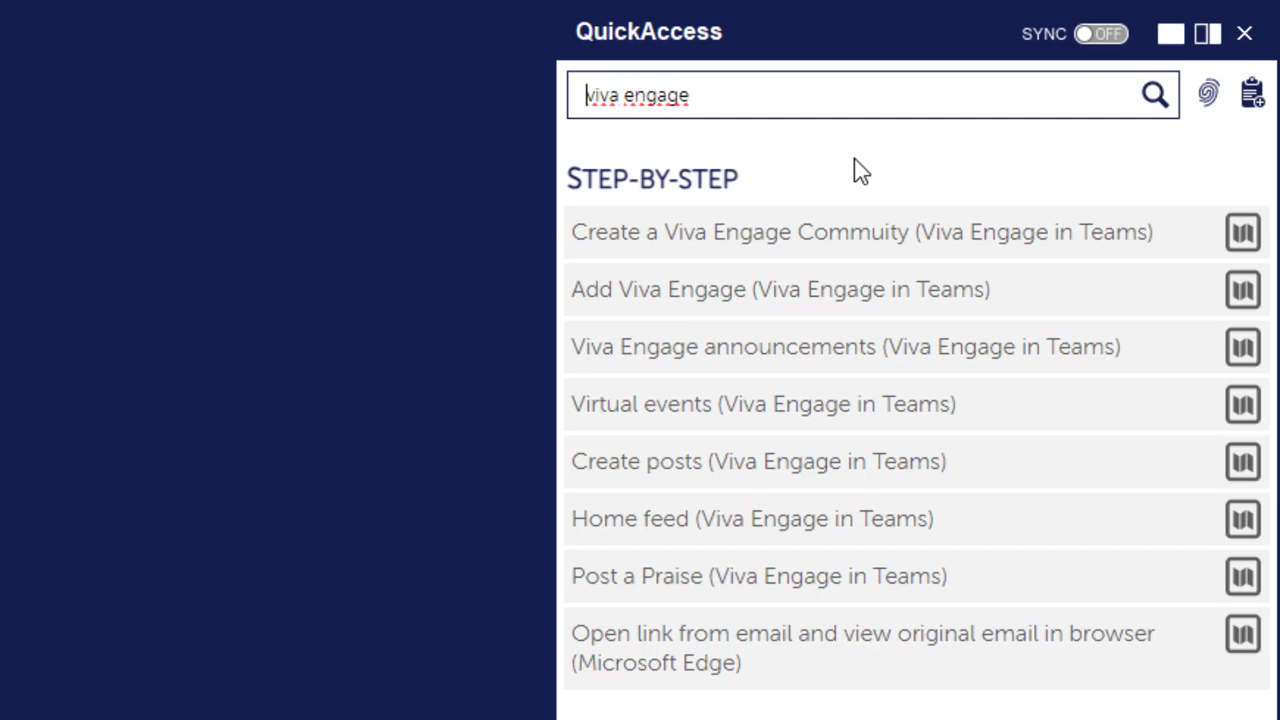 QuickAccess
SYNC OFF
viva engage
STEP-BY-STEP
Create a Viva Engage Commuity (Viva Engage in Teams)
Add Viva Engage (Viva Engage in Teams)
Viva Engage announcements (Viva Engage in Teams)
Virtual events (Viva Engage in Teams)
Create posts (Viva Engage in Teams)
Home feed (Viva Engage in Teams)
Post a Praise (Viva Engage in Teams)
Open link from email and view original email in browser
(Microsoft Edge)